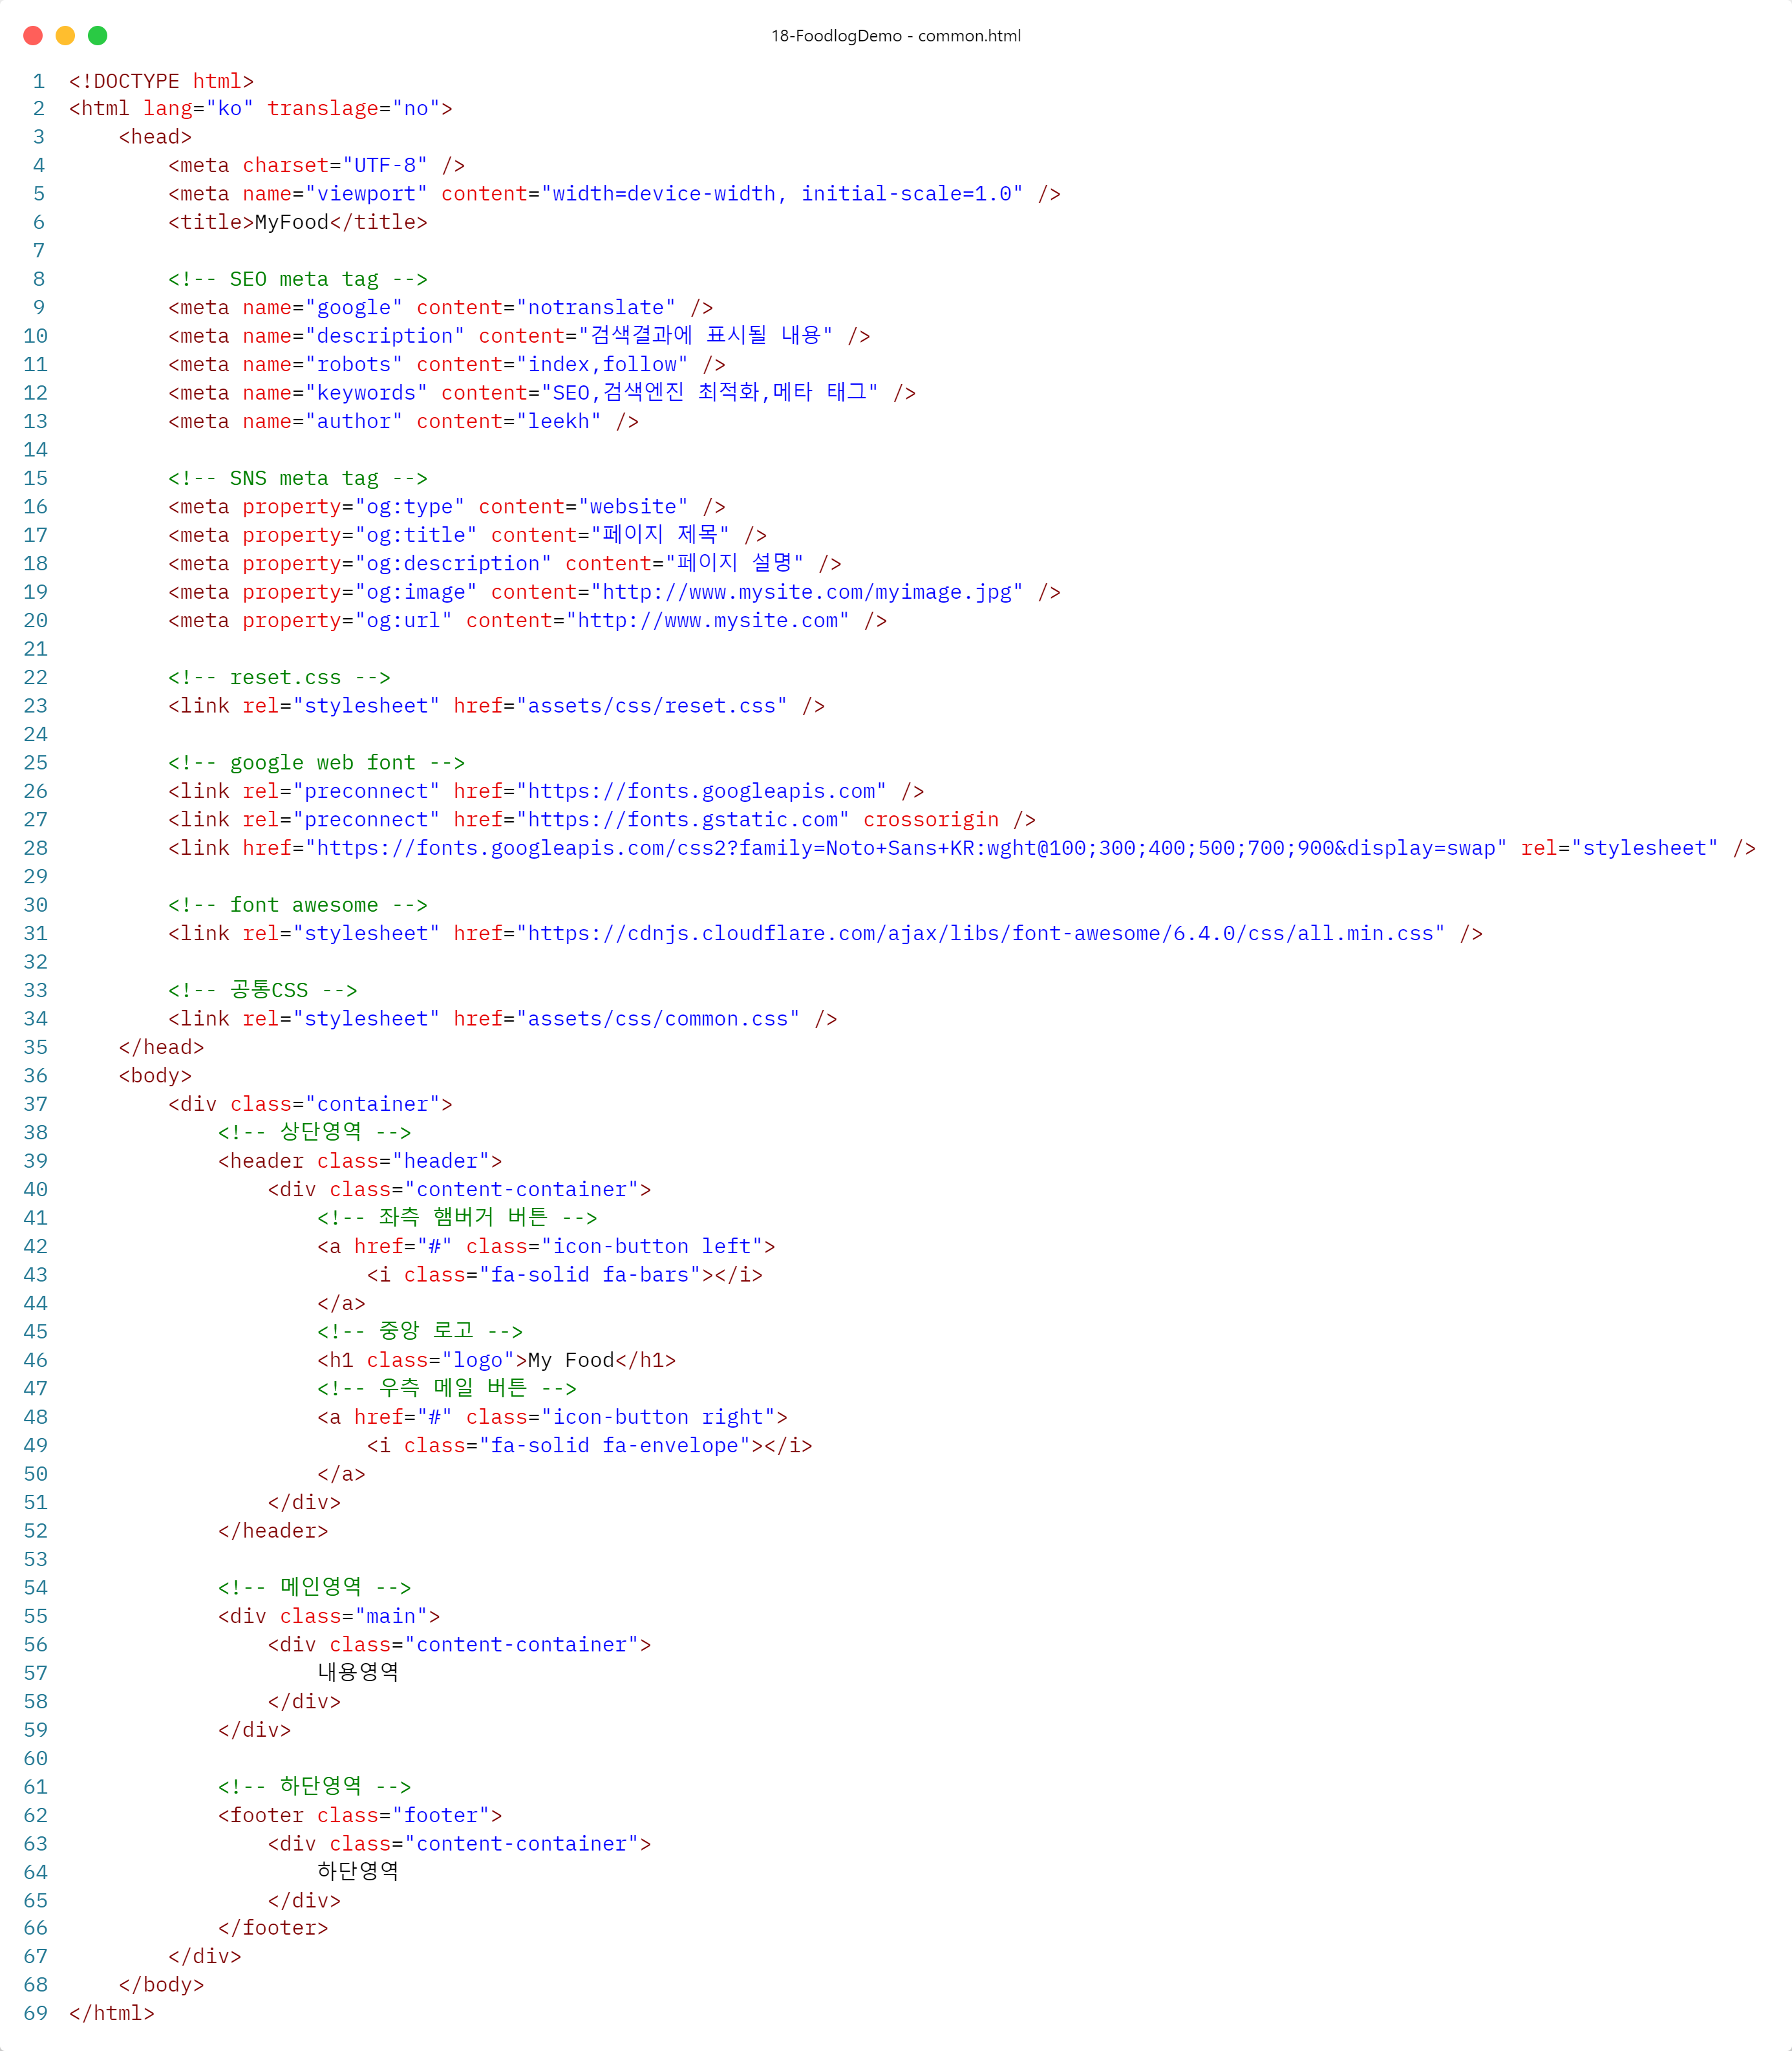 18-FoodlogDemo - common.html
1 <!DOCTYPE html>
2 <html lang="ko" translage="no">
3     <head>
4         <meta charset="UTF-8" />
5         <meta name="viewport" content="width=device-width, initial-scale=1.0" />
6         <title>MyFood</title>
7
8         <!-- SEO meta tag -->
9         <meta name="google" content="notranslate" />
10         <meta name="description" content="검색결과에 표시될 내용" />
11         <meta name="robots" content="index,follow" />
12         <meta name="keywords" content="SEO,검색엔진 최적화,메타 태그" />
13         <meta name="author" content="leekh" />
14
15         <!-- SNS meta tag -->
16         <meta property="og:type" content="website" />
17         <meta property="og:title" content="페이지 제목" />
18         <meta property="og:description" content="페이지 설명" />
19         <meta property="og:image" content="http://www.mysite.com/myimage.jpg" />
20         <meta property="og:url" content="http://www.mysite.com" />
21
22         <!-- reset.css -->
23         <link rel="stylesheet" href="assets/css/reset.css" />
24
25         <!-- google web font -->
26         <link rel="preconnect" href="https://fonts.googleapis.com" />
27         <link rel="preconnect" href="https://fonts.gstatic.com" crossorigin />
28         <link href="https://fonts.googleapis.com/css2?family=Noto+Sans+KR:wght@100;300;400;500;700;900&display=swap" rel="stylesheet" />
29
30         <!-- font awesome -->
31         <link rel="stylesheet" href="https://cdnjs.cloudflare.com/ajax/libs/font-awesome/6.4.0/css/all.min.css" />
32
33         <!-- 공통CSS -->
34         <link rel="stylesheet" href="assets/css/common.css" />
35     </head>
36     <body>
37         <div class="container">
38             <!-- 상단영역 -->
39             <header class="header">
40                 <div class="content-container">
41                     <!-- 좌측 햄버거 버튼 -->
42                     <a href="#" class="icon-button left">
43                         <i class="fa-solid fa-bars"></i>
44                     </a>
45                     <!-- 중앙 로고 -->
46                     <h1 class="logo">My Food</h1>
47                     <!-- 우측 메일 버튼 -->
48                     <a href="#" class="icon-button right">
49                         <i class="fa-solid fa-envelope"></i>
50                     </a>
51                 </div>
52             </header>
53
54             <!-- 메인영역 -->
55             <div class="main">
56                 <div class="content-container">
57                     내용영역
58                 </div>
59             </div>
60
61             <!-- 하단영역 -->
62             <footer class="footer">
63                 <div class="content-container">
64                     하단영역
65                 </div>
66             </footer>
67         </div>
68     </body>
69 </html>